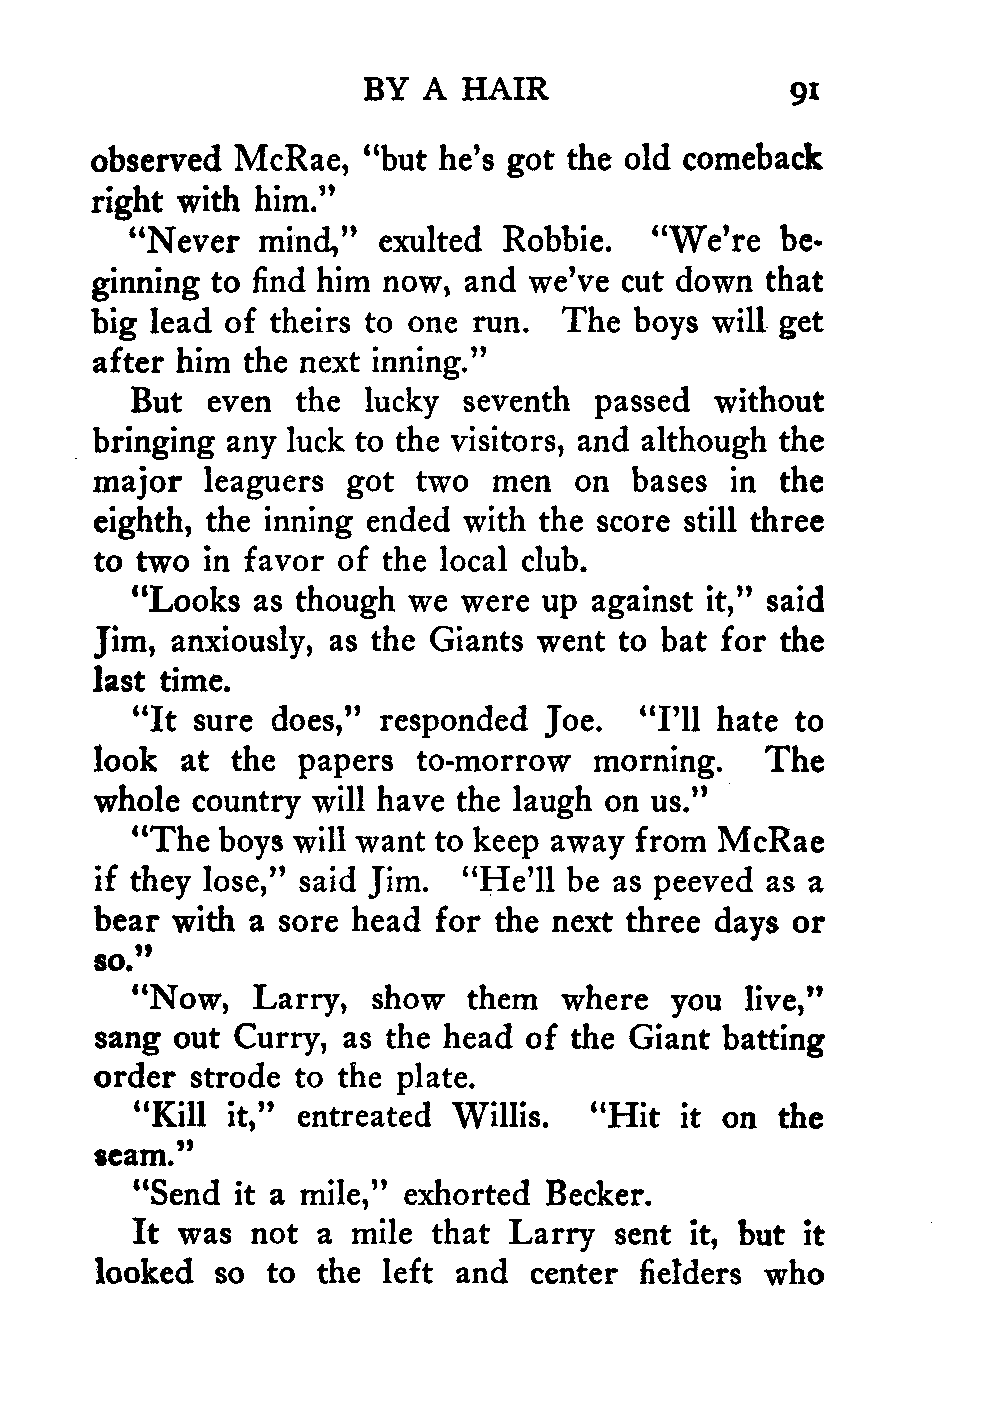 BY A HAIR 91
observed McRae, “but he’s got the old comeback
right with him.”
“Never mind,” exulted Robbie. “We’re be-
ginning to find him now, and we’ve cut down that
big lead of theirs to one run. The boys will get
after him the next inning.”
But even the lucky seventh passed without
bringing any luck to the visitors, and although the
major leaguers got two men on bases in the
eighth, the inning ended with the score still three
to two in favor of the local club.
“Looks as though we were up against it,” said
Jim, anxiously, as the Giants went to bat for the
last time.
“It sure does,” responded Joe. “I’ll hate to
look at the papers to-morrow morning. The
whole country will have the laugh on us.”
“The boys will want to keep away from McRae
if they lose,” said Jim. “He’ll be as peeved as a
bear with a sore head for the next three days or
so.”
“Now, Larry, show them where you live,”
sang out Curry, as the head of the Giant batting
order strode to the plate.
“Kill it,” entreated Willis. “Hit it on the
seam.”
“Send it a mile,” exhorted Becker.
It was not a mile that Larry sent it, but it
looked so to the left and center fielders who